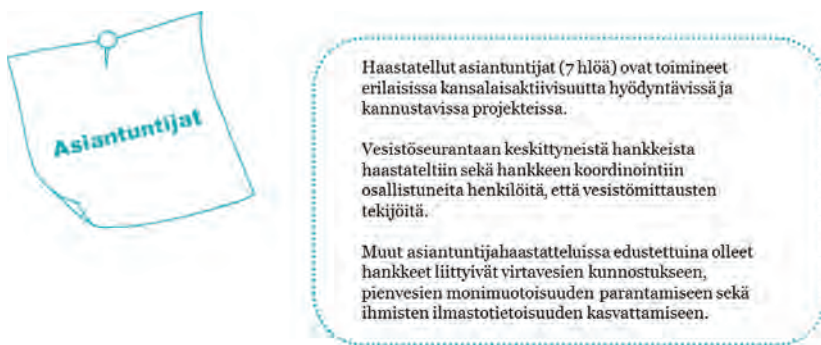 Asiantuntijat
Haastatellut asiantuntijat (7 hlöä) ovat toimineet
erilaisissa kansalaisaktiivisuutta hyödyntävissä ja
kannustavissa projekteissa.
Vesistöseurantaan keskittyneistä hankkeista
haastateltiin sekä hankkeen koordinointiin
osallistuneita henkilöitä, että vesistömittausten
tekijöitä.
Muut asiantuntijahaastatteluissa edustettuina olleet
hankkeet liittyivät virtavesien kunnostukseen,
pienvesien monimuotoisuuden parantamiseen sekä
ihmisten ilmastotietoisuuden kasvattamiseen.